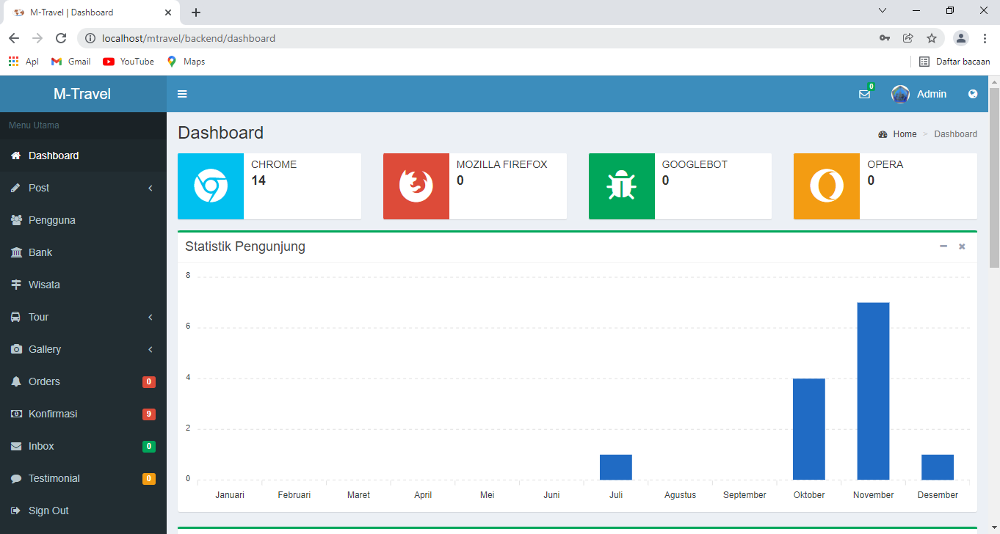 M-Travel | Dashboard
localhost/mtravel/backend/dashboard
Apl Gmail YouTube Maps Daftar bacaan
M-Travel 0 Admin
Menu Utama
Dashboard
Post
Pengguna
Bank
Wisata
Tour
Gallery
Orders 0
Konfirmasi 9
Inbox 0
Testimonial 0
Sign Out
Dashboard
Home > Dashboard
CHROME
14
MOZILLA FIREFOX
0
GOOGLEBOT
0
OPERA
0
Statistik Pengunjung
8
6
4
2
0
Januari Februari Maret April Mei Juni Juli Agustus September Oktober November Desember